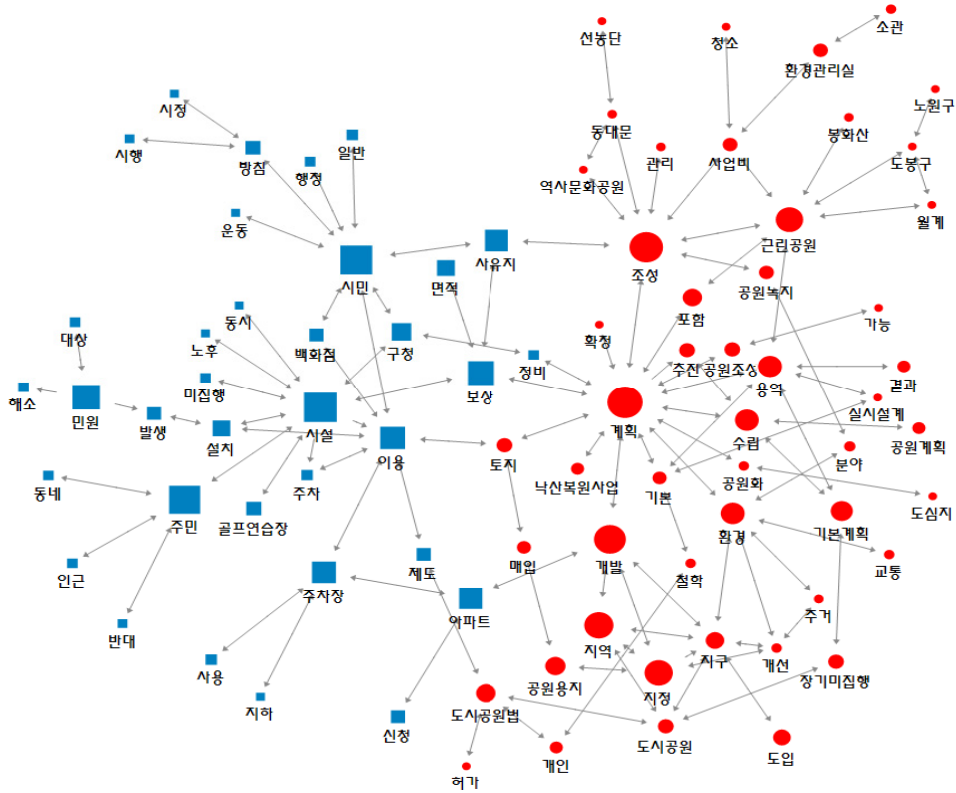 소관
선농단
청소
환경관리실
시정
노원구
동대문
봉화산
시행
방침
일반
행정
관리
사업비
도봉구
역사문화공원
운동
월계
근린공원
사유지
조성
시민
면적
공원녹지
포함
동시
대상
노후
백화점
구청
확정
가능
정비
추진
공원조성
미집행
보상
용역
결과
해소
민원
발생
설치
시설
계획
실시설계
이용
수립
공원계획
토지
분야
동네
주차
낙산복원사업
기본
공원화
주민
골프연습장
도심지
환경
기본계획
매입
개발
철학
교통
인근
제토
주차장
아파트
주거
반대
지역
지구
개선
사용
공원용지
지정
장기미집행
지하
도시공원법
신청
도시공원
개인
도입
허가